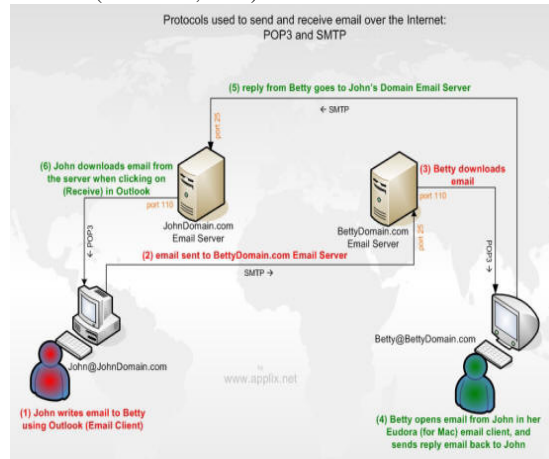 Protocols used to send and receive email over the Internet:
POP3 and SMTP
(5) reply from Betty goes to John's Domain Email Server
← SMTP
port 25
(6) John downloads email from
the server when clicking on
(Receive) in Outlook
port 110
JohnDomain.com
Email Server
(3) Betty downloads
email
port 110
BettyDomain.com
Email Server
port 25
← POP3
(2) email sent to BettyDomain.com Email Server
SMTP →
POP3 →
John@JohnDomain.com
Betty@BettyDomain.com
www.applix.net
(1) John writes email to Betty
using Outlook (Email Client)
(4) Betty opens email from John in her
Eudora (for Mac) email client, and
sends reply email back to John